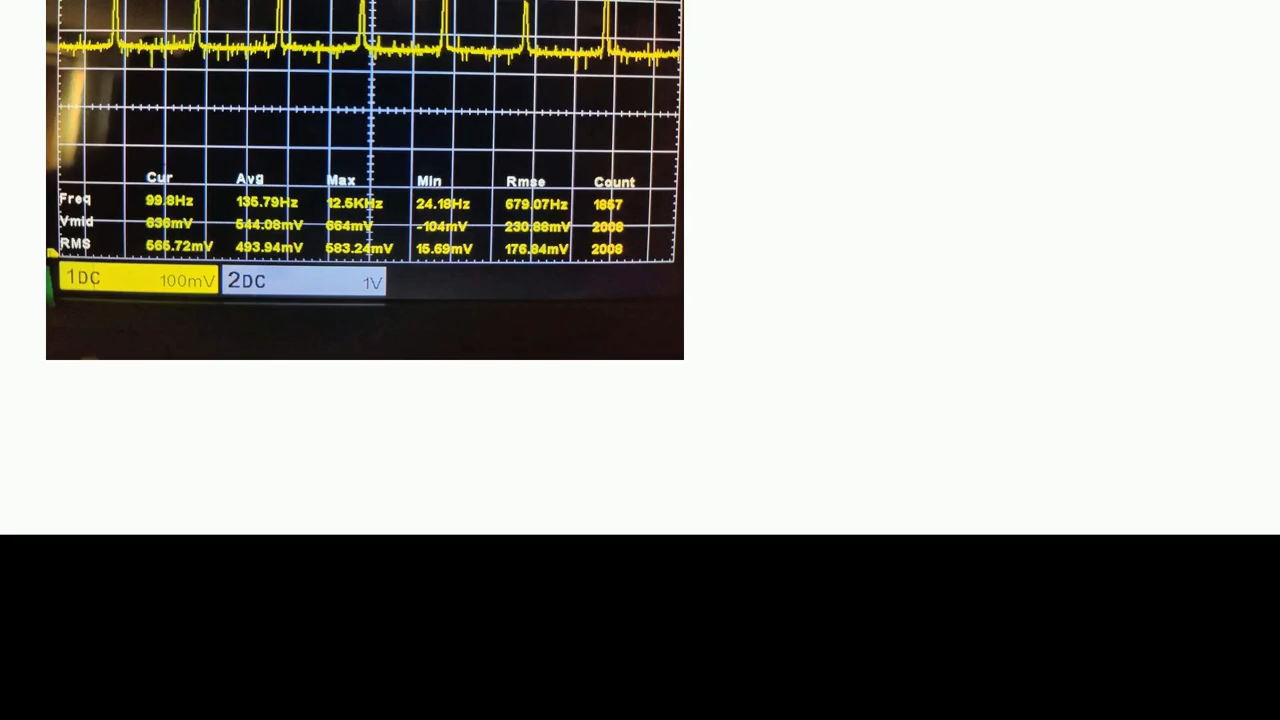 Cur Avg Max Min Rmse Count
Freq 99.8Hz 135.79Hz 12.5KHz 24.18Hz 679.07Hz 1857
Vmid 636mV 544.08mV 664mV -104mV 230.88mV 2008
RMS 565.72mV 493.94mV 583.24mV 15.69mV 176.84mV 2008
1DC 100mV 2DC 1V